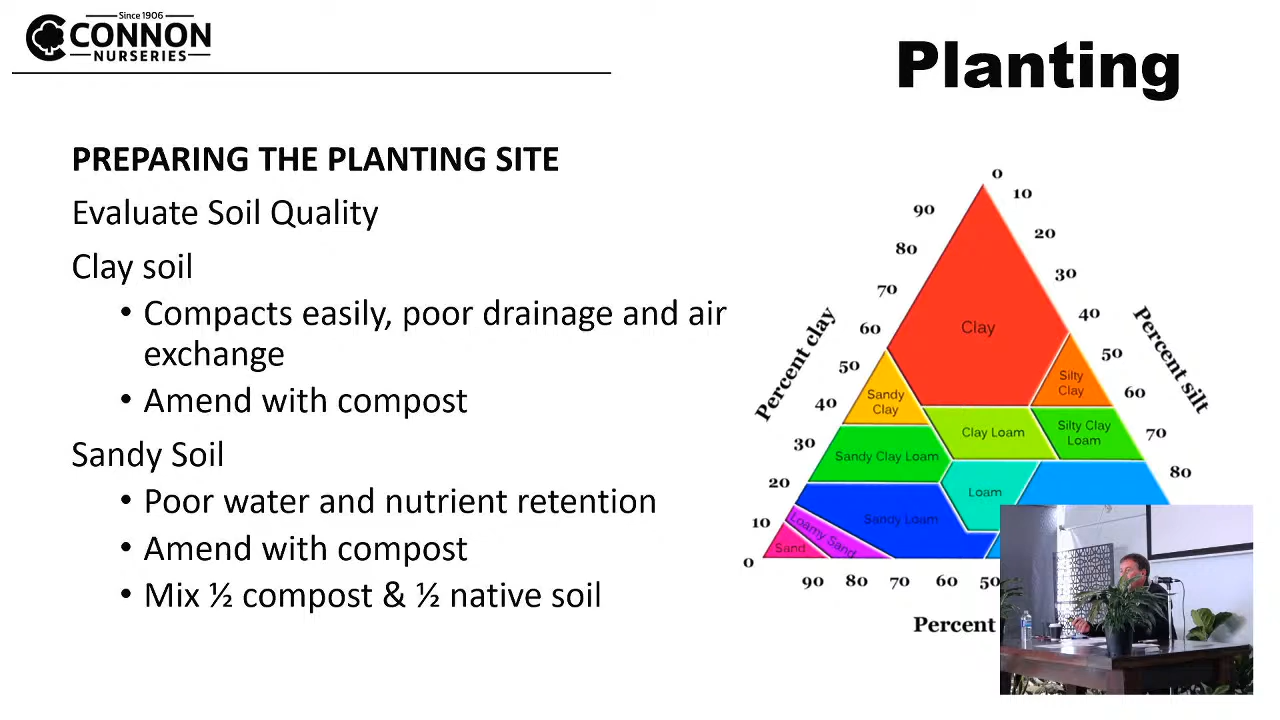 Since 1906
CONNON
NURSERIES
Planting
PREPARING THE PLANTING SITE
Evaluate Soil Quality
Clay soil
• Compacts easily, poor drainage and air
exchange
• Amend with compost
Sandy Soil
• Poor water and nutrient retention
• Amend with compost
• Mix ½ compost & ½ native soil
0
90
10
80
20
70
30
60
40
50
50
40
60
30
70
20
80
10
0
Percent clay
Percent silt
Clay
Silty
Clay
Sandy
Clay
Clay Loam
Silty Clay
Loam
Sandy Clay Loam
Loam
Sandy Loam
Loamy Sand
Sand
90 80 70 60 50
Percent